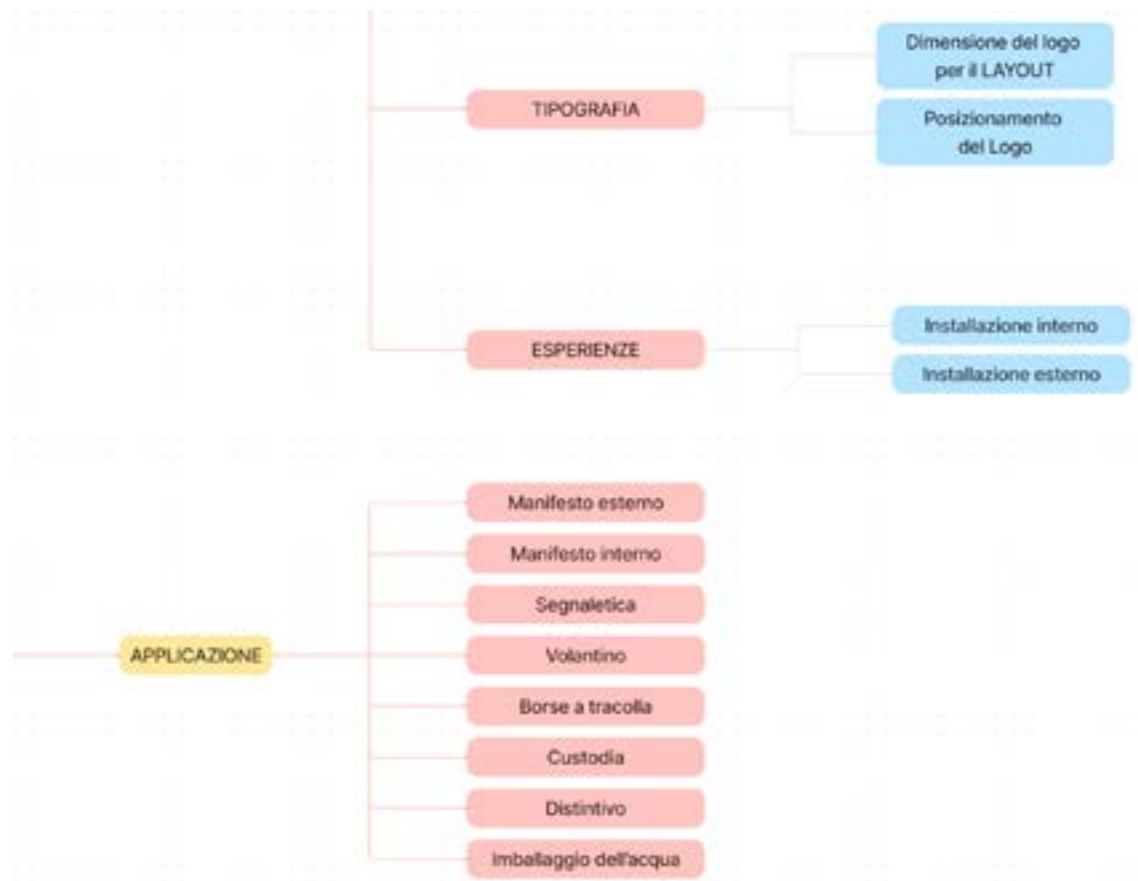 Dimensione del logo
per il LAYOUT
TIPOGRAFIA
Posizionamento
del Logo
Installazione interno
ESPERIENZE
Installazione esterno
Manifesto esterno
Manifesto interno
Segnaletica
Volantino
APPLICAZIONE
Borse a tracolla
Custodia
Distintivo
Imballaggio dell'acqua